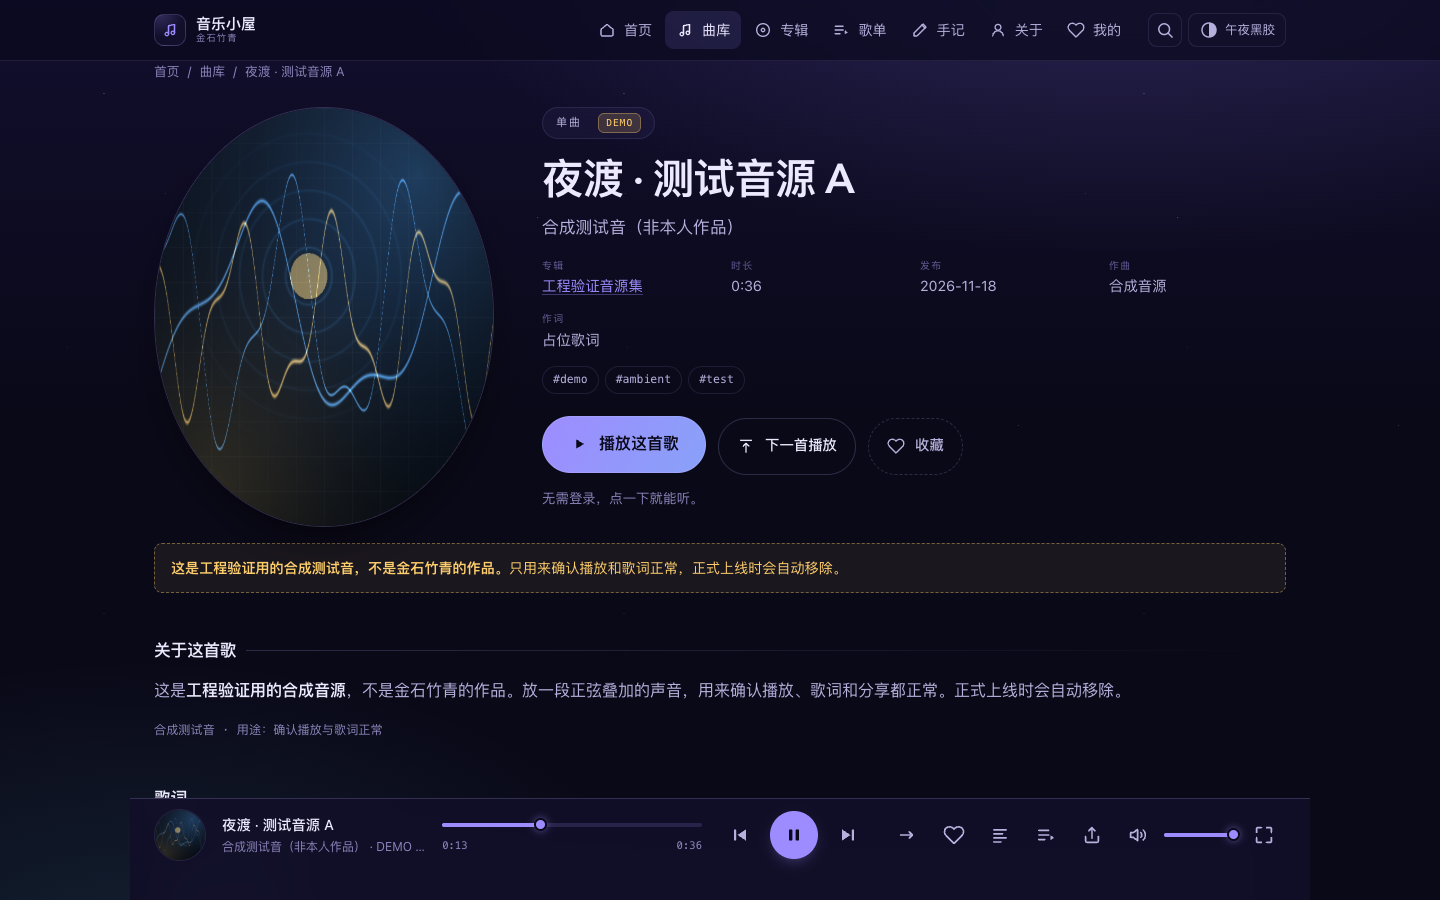 音乐小屋
金石竹青
首页
曲库
专辑
歌单
手记
关于
我的
午夜黑胶
首页 / 曲库 / 夜渡 · 测试音源 A
单曲 DEMO
夜渡 · 测试音源 A
合成测试音（非本人作品）
专辑
工程验证音源集
时长
0:36
发布
2026-11-18
作曲
合成音源
作词
占位歌词
#demo #ambient #test
播放这首歌
下一首播放
收藏
无需登录，点一下就能听。
这是工程验证用的合成测试音，不是金石竹青的作品。只用来确认播放和歌词正常，正式上线时会自动移除。
关于这首歌
这是工程验证用的合成音源，不是金石竹青的作品。放一段正弦叠加的声音，用来确认播放、歌词和分享都正常。正式上线时会自动移除。
合成测试音 · 用途：确认播放与歌词正常
歌词
夜渡 · 测试音源 A
合成测试音（非本人作品） · DEMO ...
0:13
0:36